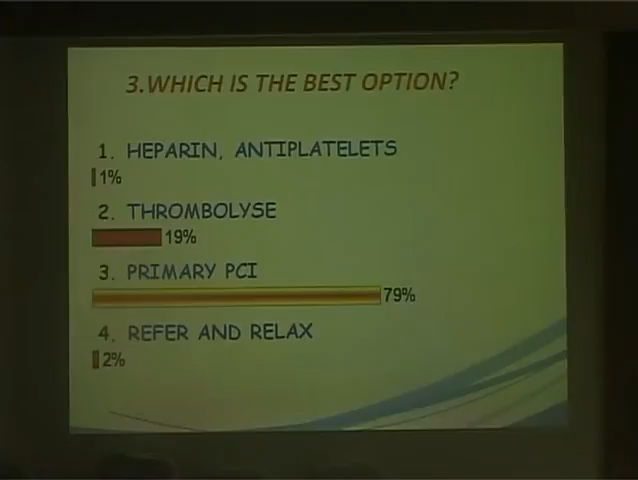 3.WHICH IS THE BEST OPTION?
1. HEPARIN, ANTIPLATELETS
1%
2. THROMBOLYSE
19%
3. PRIMARY PCI
79%
4. REFER AND RELAX
2%